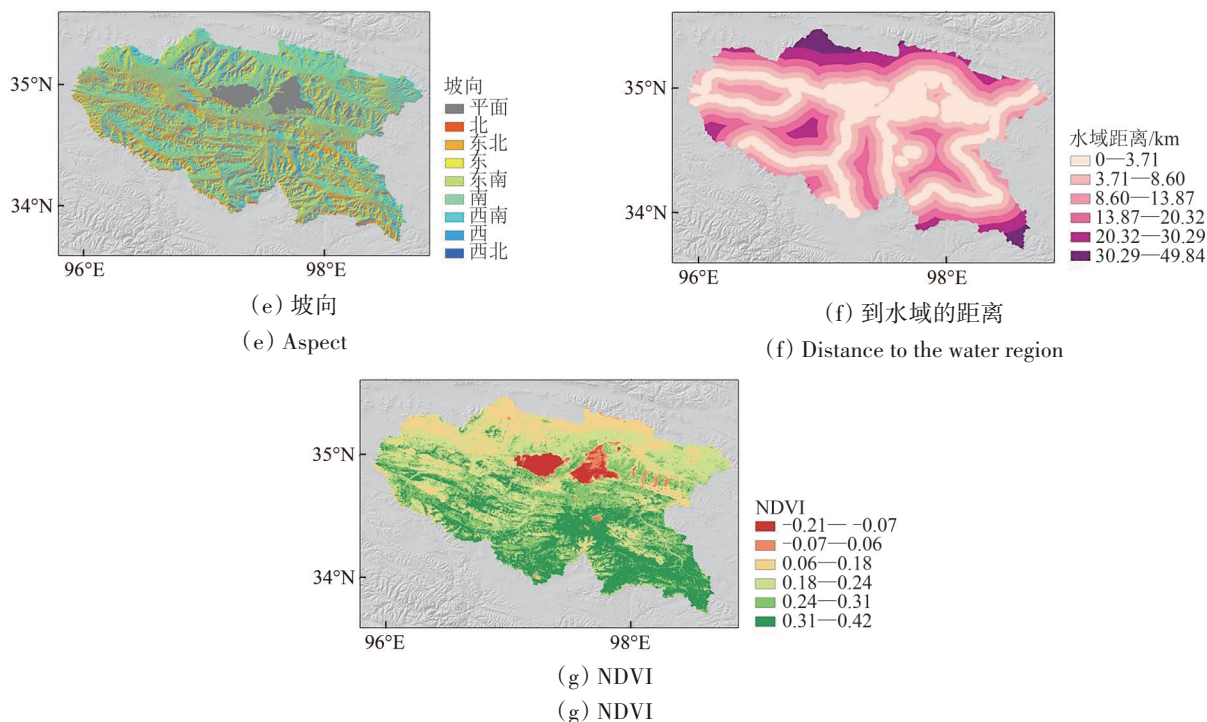 35°N
34°N
96°E
98°E
坡向
平面
北
东北
东
东南
南
西南
西
西北
(e) 坡向
(e) Aspect
35°N
34°N
96°E
98°E
水域距离/km
0—3.71
3.71—8.60
8.60—13.87
13.87—20.32
20.32—30.29
30.29—49.84
(f) 到水域的距离
(f) Distance to the water region
35°N
34°N
96°E
98°E
NDVI
-0.21— -0.07
-0.07—0.06
0.06—0.18
0.18—0.24
0.24—0.31
0.31—0.42
(g) NDVI
(g) NDVI